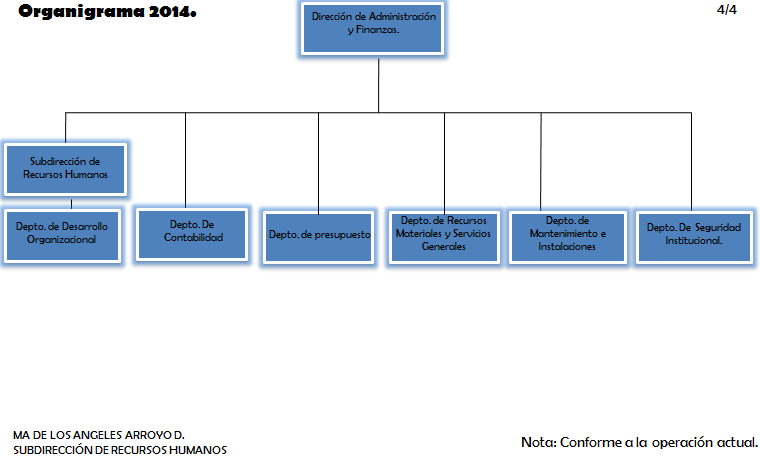 Organigrama 2014.
4/4
Dirección de Administración
y Finanzas.
Subdirección de
Recursos Humanos
Depto. de Desarrollo
Organizacional
Depto. De
Contabilidad
Depto. de presupuesto
Depto. de Recursos
Materiales y Servicios
Generales
Depto. de
Mantenimiento e
Instalaciones
Depto. De Seguridad
Institucional.
MA DE LOS ANGELES ARROYO D.
SUBDIRECCIÓN DE RECURSOS HUMANOS
Nota: Conforme a la operación actual.